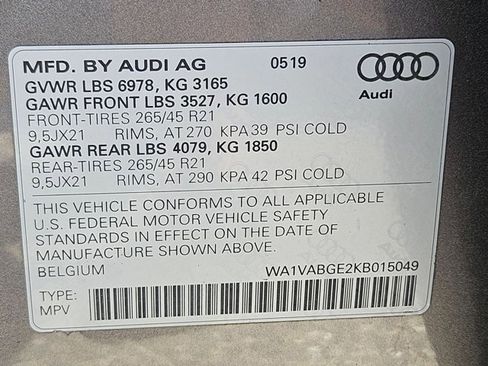 MFD. BY AUDI AG 0519
GVWR LBS 6978, KG 3165
GAWR FRONT LBS 3527, KG 1600
Audi
FRONT-TIRES 265/45 R21
9,5JX21 RIMS, AT 270 KPA 39 PSI COLD
GAWR REAR LBS 4079, KG 1850
REAR-TIRES 265/45 R21
9,5JX21 RIMS, AT 290 KPA 42 PSI COLD
THIS VEHICLE CONFORMS TO ALL APPLICABLE
U.S. FEDERAL MOTOR VEHICLE SAFETY
STANDARDS IN EFFECT ON THE DATE OF
MANUFACTURE SHOWN ABOVE.
BELGIUM WA1VABGE2KB015049
TYPE:
MPV